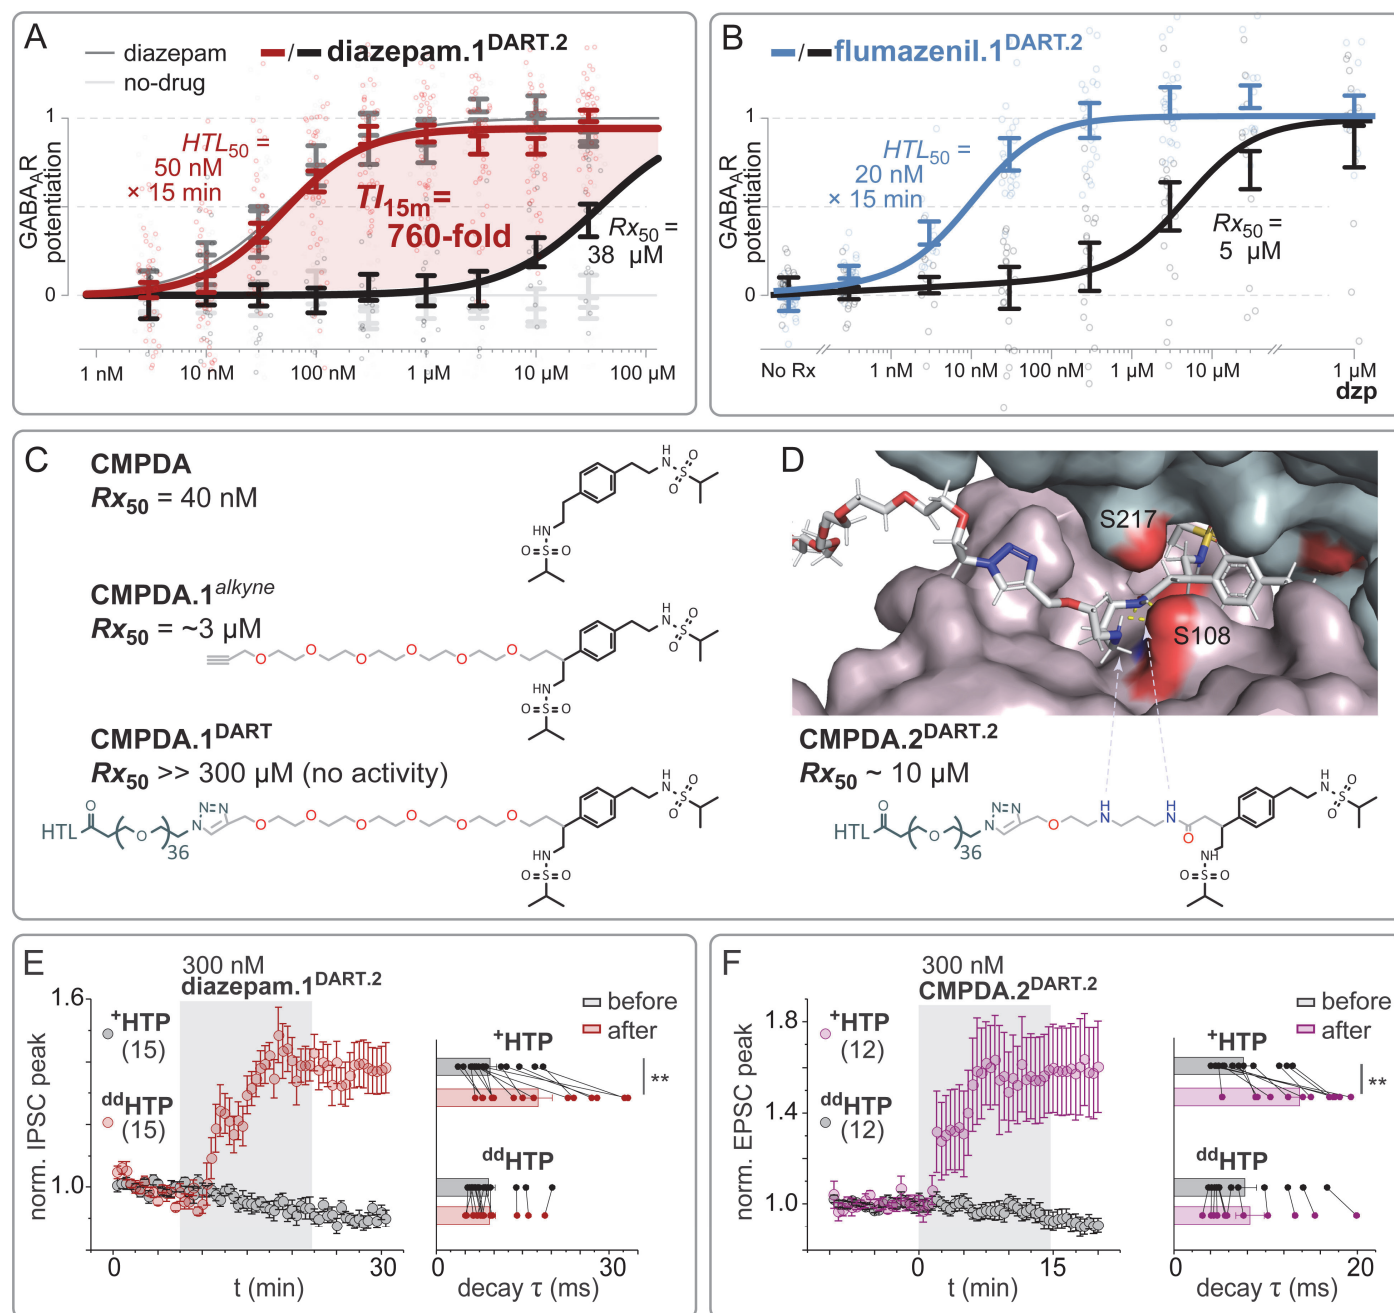 A
diazepam
no-drug
/ diazepam.1DART.2
GABAAR
potentiation
1
0
HTL50 =
50 nM
× 15 min
TI15m =
760-fold
Rx50 =
38 µM
1 nM 10 nM 100 nM 1 µM 10 µM 100 µM
B
/ flumazenil.1DART.2
GABAAR
potentiation
1
0
HTL50 =
20 nM
× 15 min
Rx50 =
5 µM
No Rx 1 nM 10 nM 100 nM 1 µM 10 µM 1 µM
dzp
C
CMPDA
Rx50 = 40 nM
H
N
O
S
O
HN
O=S=O
CMPDA.1alkyne
Rx50 = ~3 µM
H
N
O
S
O
O O O O O O
HN
O=S=O
CMPDA.1DART
Rx50 >> 300 µM (no activity)
H
N
O
S
O
O
HTL
O
36
N=N
N
O O O O O O
HN
O=S=O
D
S217
S108
CMPDA.2DART.2
Rx50 ~ 10 µM
H
N
O
S
O
O
HTL
O
36
N=N
N
O
H
N
H
N
O
NH
O=S=O
E
300 nM
diazepam.1DART.2
norm. IPSC peak
1.6
1.0
+HTP
(15)
ddHTP
(15)
0 30
t (min)
before
after
+HTP
**
ddHTP
0 30
decay τ (ms)
F
300 nM
CMPDA.2DART.2
norm. EPSC peak
1.8
1.4
1.0
+HTP
(12)
ddHTP
(12)
0 15
t (min)
before
after
+HTP
**
ddHTP
0 20
decay τ (ms)